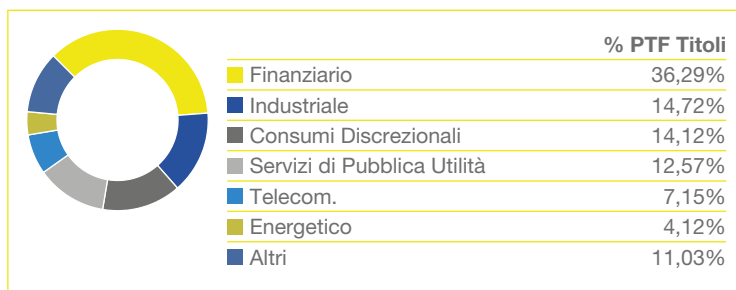 % PTF Titoli
Finanziario 36,29%
Industriale 14,72%
Consumi Discrezionali 14,12%
Servizi di Pubblica Utilità 12,57%
Telecom. 7,15%
Energetico 4,12%
Altri 11,03%